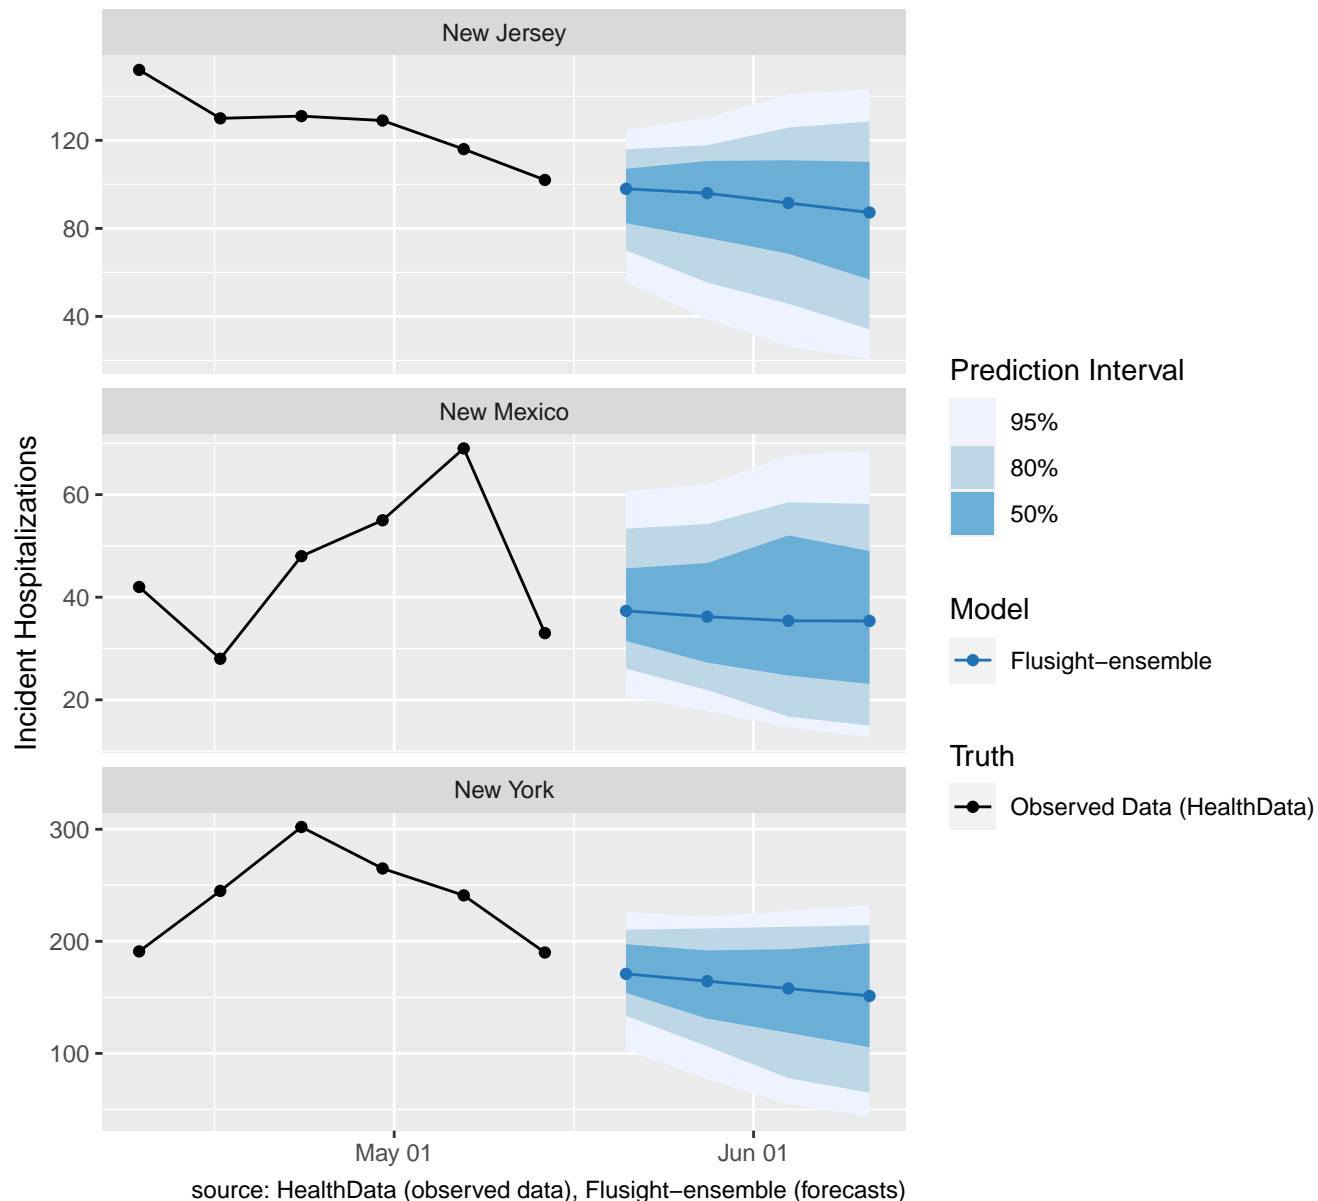 New Jersey
120
80
40
New Mexico
60
40
20
New York
300
200
100
May 01
Jun 01
Incident Hospitalizations
source: HealthData (observed data), Flusight−ensemble (forecasts)
Prediction Interval
95%
80%
50%
Model
Flusight−ensemble
Truth
Observed Data (HealthData)